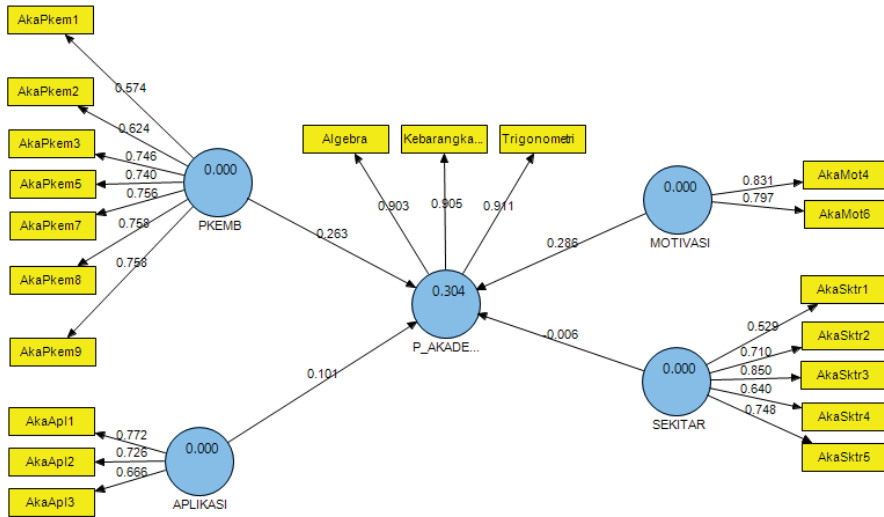 AkaPkem1
0.574
AkaPkem2
0.624
AkaPkem3
0.746
AkaPkem5
0.740
AkaPkem7
0.756
AkaPkem8
0.758
AkaPkem9
0.758
0.000
PKEMB
0.263
Algebra
Kebarangka...
Trigonometri
0.903
0.905
0.911
0.304
P_AKADE...
0.000
MOTIVASI
0.286
0.831
AkaMot4
0.797
AkaMot6
0.000
SEKITAR
-0.006
AkaSktr1
0.529
AkaSktr2
0.710
AkaSktr3
0.850
AkaSktr4
0.640
AkaSktr5
0.748
AkaApl1
0.772
AkaApl2
0.726
AkaApl3
0.666
0.000
APLIKASI
0.101